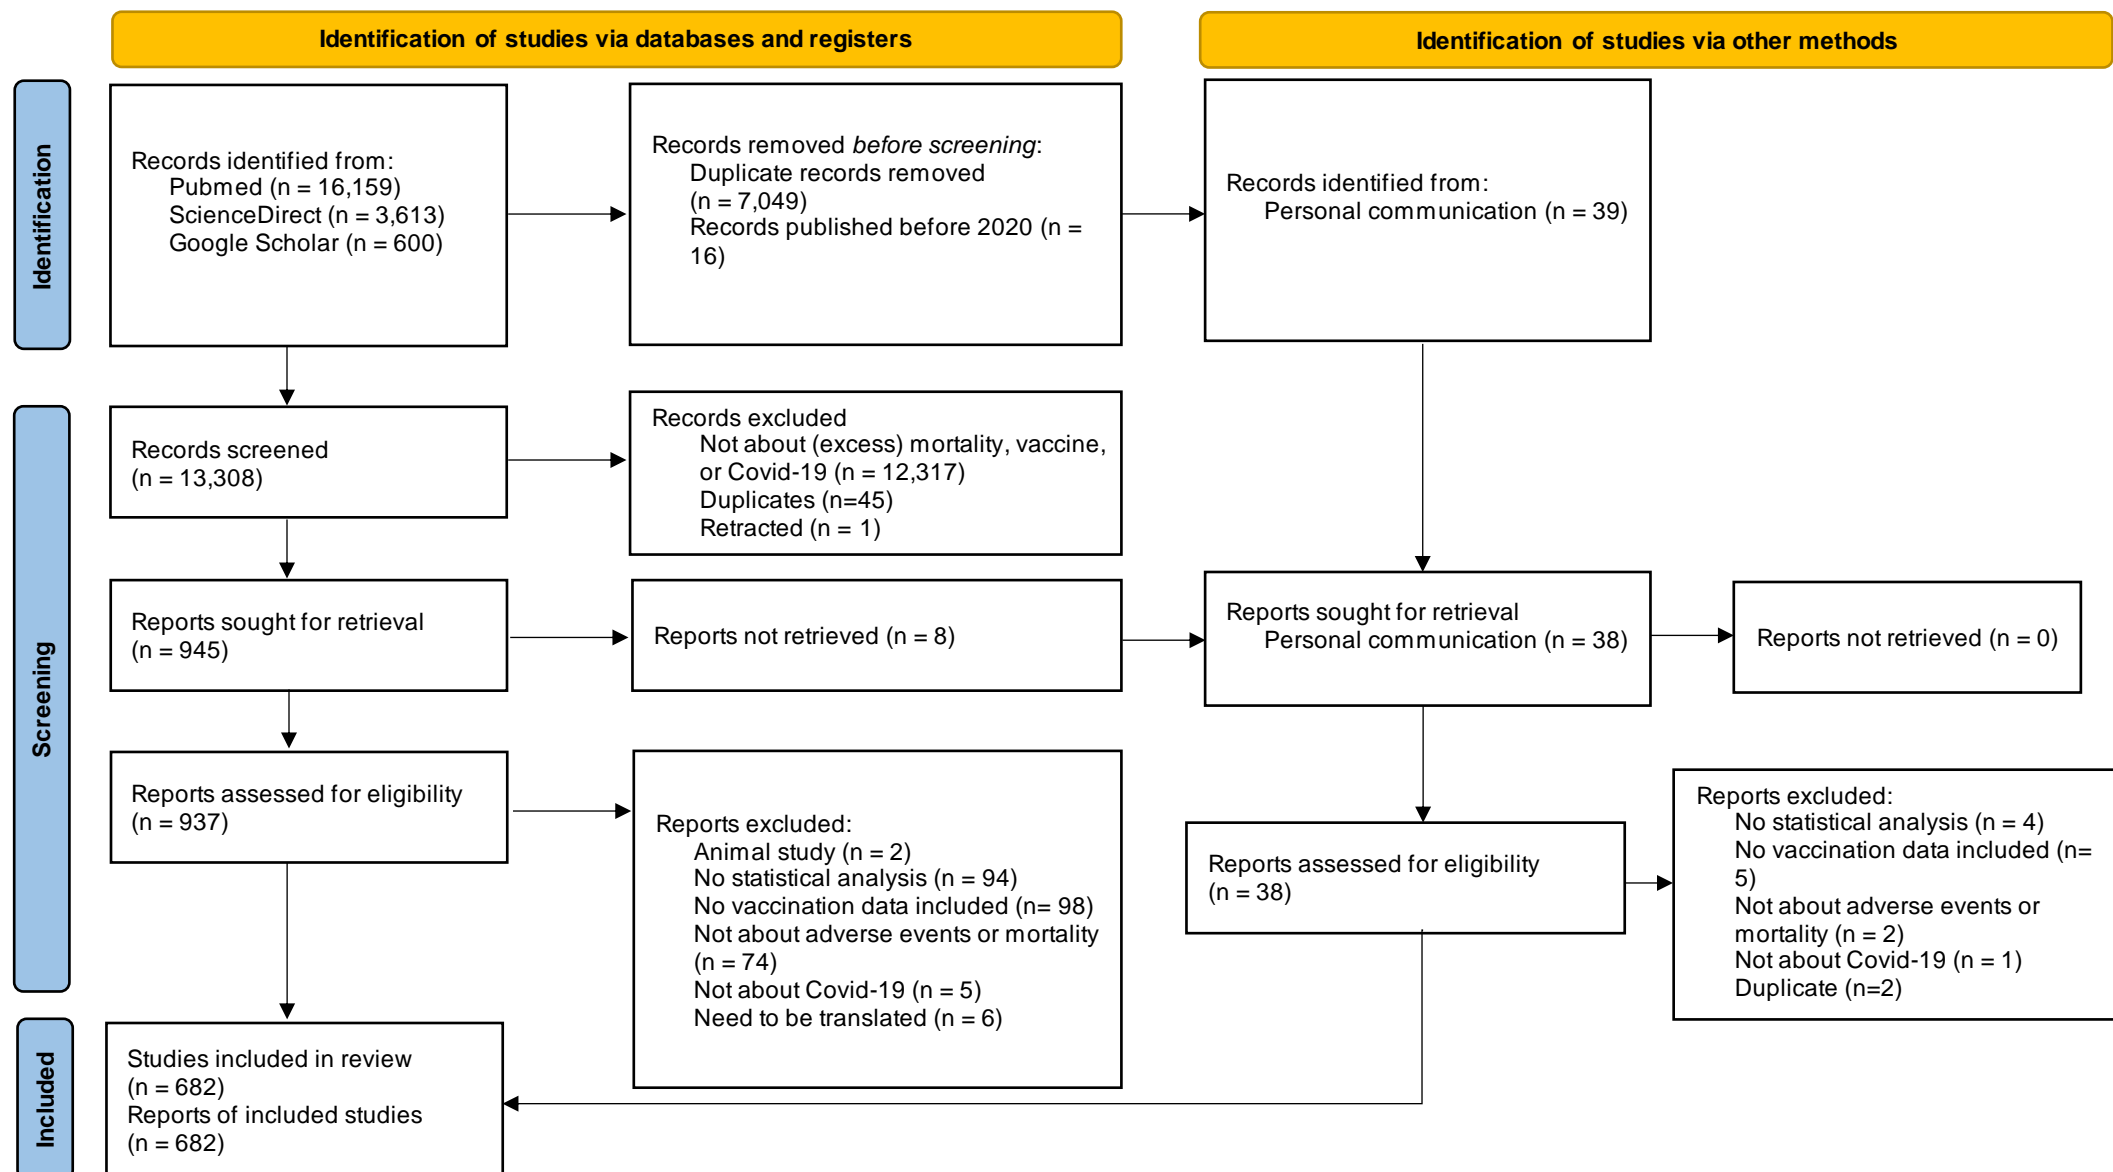 Identification of studies via databases and registers
Identification of studies via other methods
Identification
Records identified from:
Pubmed (n = 16,159)
ScienceDirect (n = 3,613)
Google Scholar (n = 600)
Records removed before screening:
Duplicate records removed
(n = 7,049)
Records published before 2020 (n =
16)
Records identified from:
Personal communication (n = 39)
Screening
Records screened
(n = 13,308)
Records excluded
Not about (excess) mortality, vaccine,
or Covid-19 (n = 12,317)
Duplicates (n=45)
Retracted (n = 1)
Reports sought for retrieval
(n = 945)
Reports not retrieved (n = 8)
Reports sought for retrieval
Personal communication (n = 38)
Reports not retrieved (n = 0)
Reports assessed for eligibility
(n = 937)
Reports excluded:
Animal study (n = 2)
No statistical analysis (n = 94)
No vaccination data included (n= 98)
Not about adverse events or mortality
(n = 74)
Not about Covid-19 (n = 5)
Need to be translated (n = 6)
Reports assessed for eligibility
(n = 38)
Reports excluded:
No statistical analysis (n = 4)
No vaccination data included (n=
5)
Not about adverse events or
mortality (n = 2)
Not about Covid-19 (n = 1)
Duplicate (n=2)
Included
Studies included in review
(n = 682)
Reports of included studies
(n = 682)